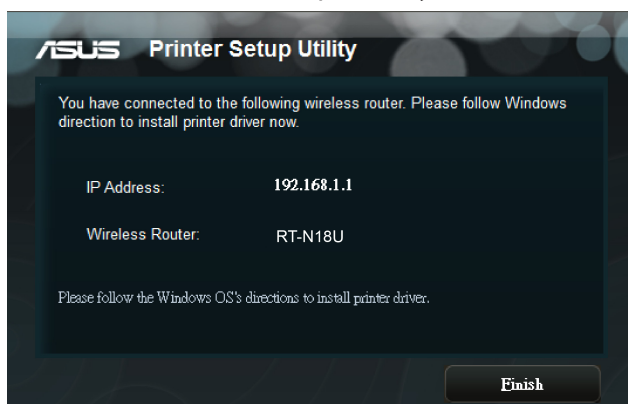 ASUS Printer Setup Utility
You have connected to the following wireless router. Please follow Windows
direction to install printer driver now.
IP Address: 192.168.1.1
Wireless Router: RT-N18U
Please follow the Windows OS's directions to install printer driver.
Finish